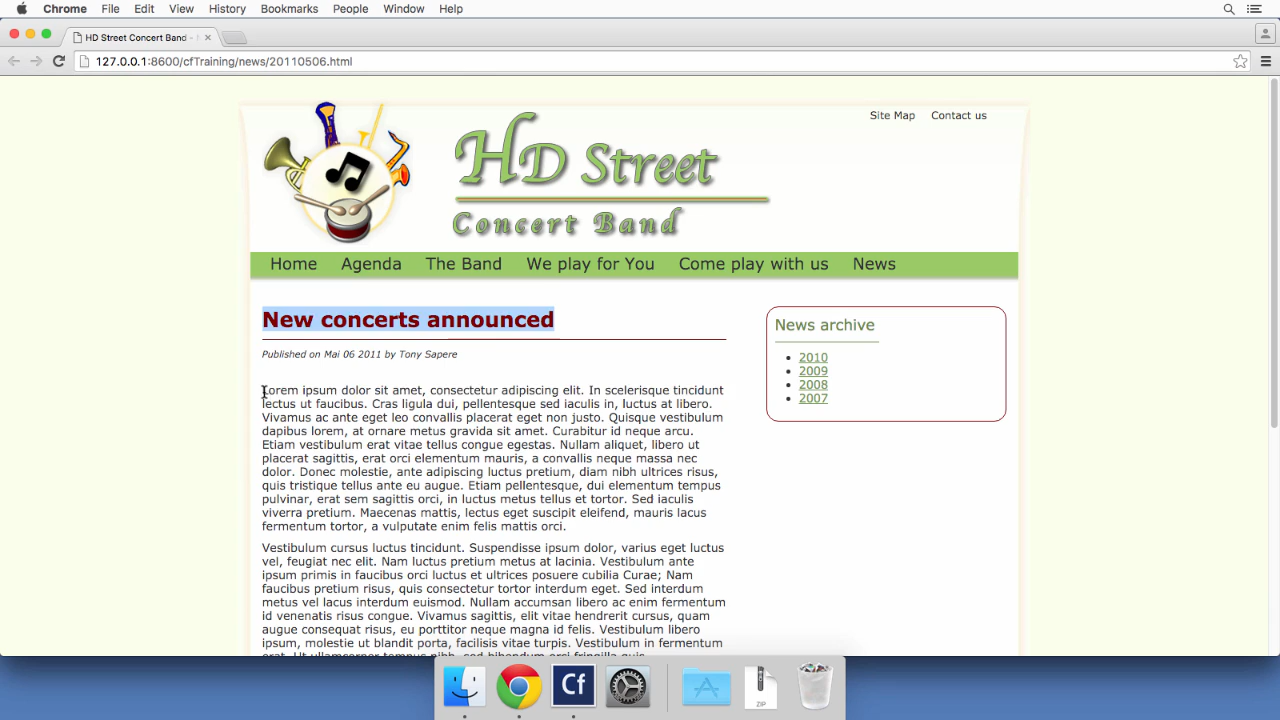 Chrome File Edit View History Bookmarks People Window Help
HD Street Concert Band -
127.0.0.1:8600/cfTraining/news/20110506.html
Site Map Contact us
HD Street
Concert Band
Home Agenda The Band We play for You Come play with us News
New concerts announced
Published on Mai 06 2011 by Tony Sapere
Lorem ipsum dolor sit amet, consectetur adipiscing elit. In scelerisque tincidunt
lectus ut faucibus. Cras ligula dui, pellentesque sed iaculis in, luctus at libero.
Vivamus ac ante eget leo convallis placerat eget non justo. Quisque vestibulum
dapibus lorem, at ornare metus gravida sit amet. Curabitur id neque arcu.
Etiam vestibulum erat vitae tellus congue egestas. Nullam aliquet, libero ut
placerat sagittis, erat orci elementum mauris, a convallis neque massa nec
dolor. Donec molestie, ante adipiscing luctus pretium, diam nibh ultrices risus,
quis tristique tellus ante eu augue. Etiam pellentesque, dui elementum tempus
pulvinar, erat sem sagittis orci, in luctus metus tellus et tortor. Sed iaculis
viverra pretium. Maecenas mattis, lectus eget suscipit eleifend, mauris lacus
fermentum tortor, a vulputate enim felis mattis orci.
Vestibulum cursus luctus tincidunt. Suspendisse ipsum dolor, varius eget luctus
vel, feugiat nec elit. Nam luctus pretium metus at lacinia. Vestibulum ante
ipsum primis in faucibus orci luctus et ultrices posuere cubilia Curae; Nam
faucibus pretium risus, quis consectetur tortor interdum eget. Sed interdum
metus vel lacus interdum euismod. Nullam accumsan libero ac enim fermentum
id venenatis risus congue. Vivamus sagittis, elit vitae hendrerit cursus, quam
augue consequat risus, eu porttitor neque magna id felis. Vestibulum libero
ipsum, molestie ut blandit porta, facilisis vitae turpis. Vestibulum in fermentum
News archive
2010
2009
2008
2007
Cf
ZIP